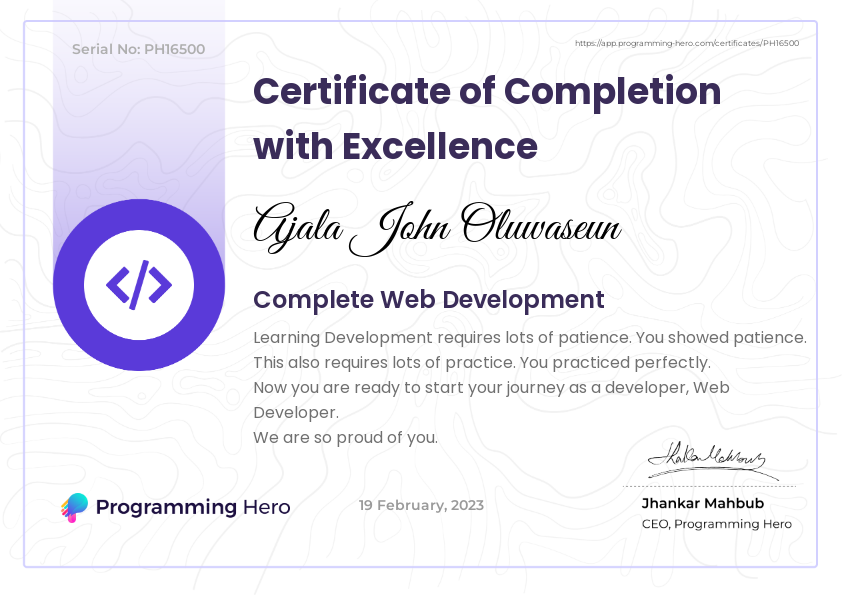 Serial No: PH16500
https://app.programming-hero.com/certificates/PH16500
Certificate of Completion
with Excellence
Ajala John Oluwaseun
Complete Web Development
Learning Development requires lots of patience. You showed patience.
This also requires lots of practice. You practiced perfectly.
Now you are ready to start your journey as a developer, Web
Developer.
We are so proud of you.
Programming Hero
19 February, 2023
Jhankar Mahbub
CEO, Programming Hero